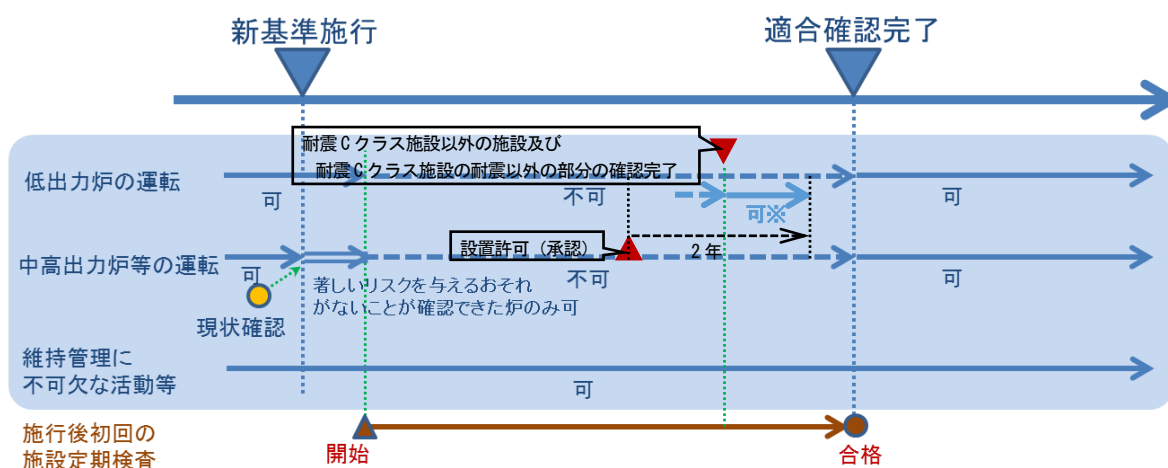 新基準施行
適合確認完了
耐震Cクラス施設以外の施設及び
耐震Cクラス施設の耐震以外の部分の確認完了
低出力炉の運転
可
不可
可※
可
設置許可（承認）
2年
中高出力炉等の運転
可
不可
可
著しいリスクを与えるおそれ
がないことが確認できた炉のみ可
現状確認
維持管理に
不可欠な活動等
可
施行後初回の
施設定期検査
開始
合格